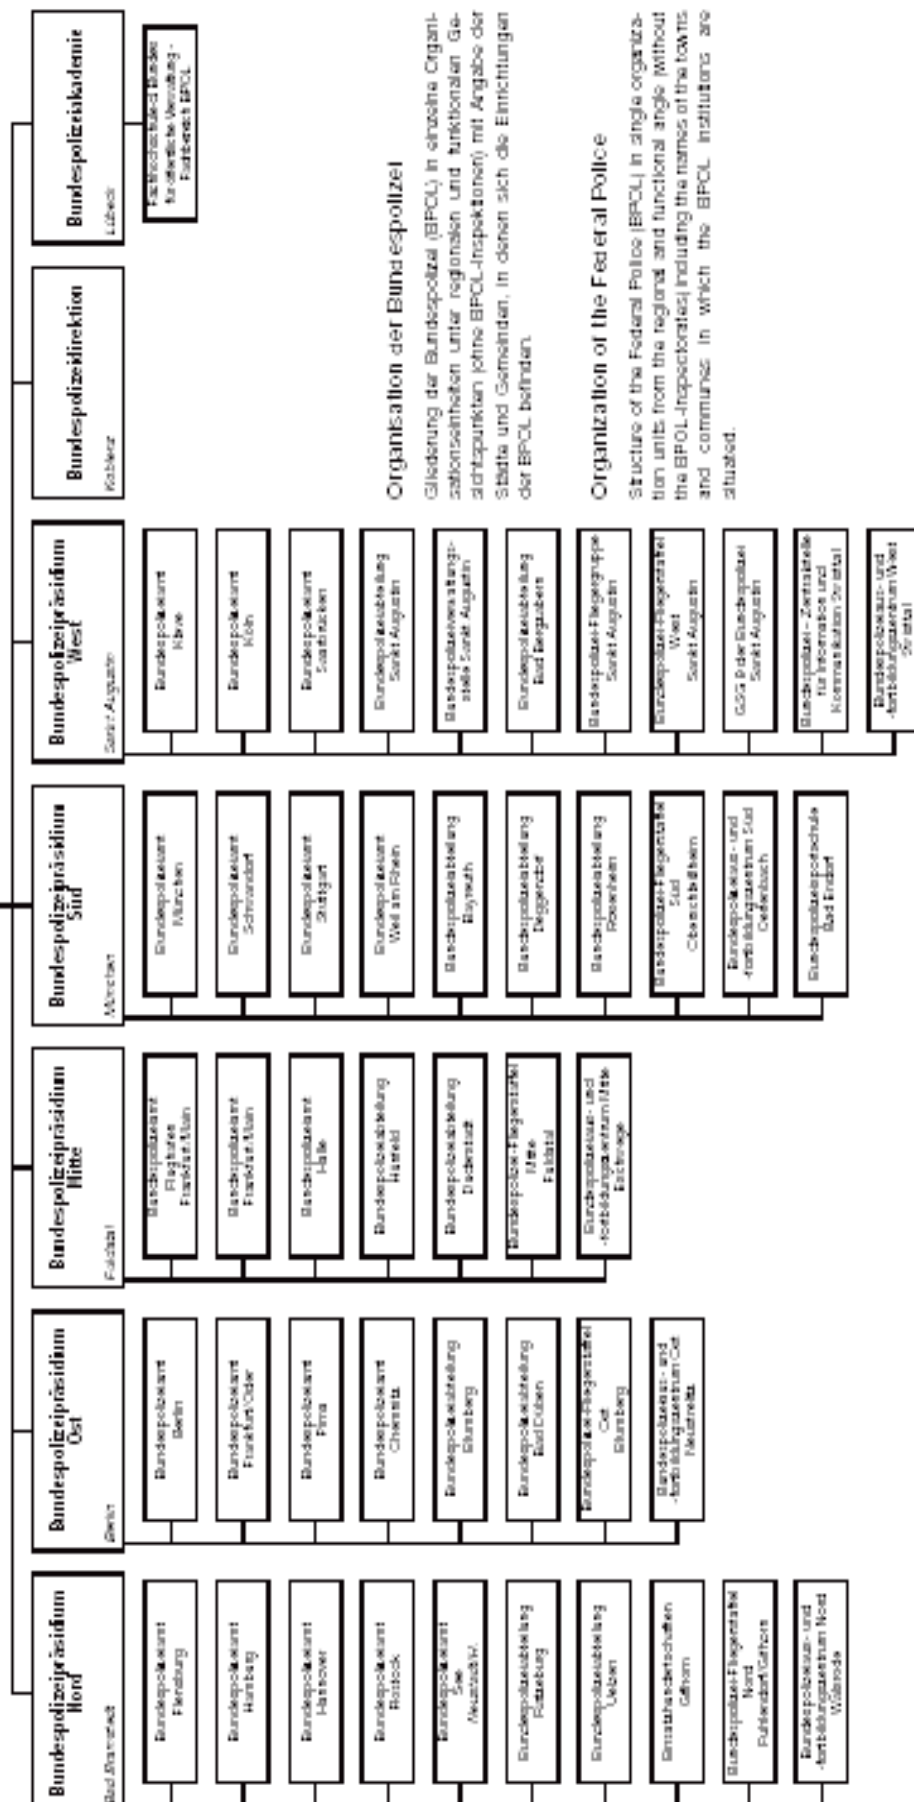 Bundespolizeipräsidium
Nord
Bad Bramstedt
Bundespolizeiamt
Flensburg
Bundespolizeiamt
Hamburg
Bundespolizeiamt
Hannover
Bundespolizeiamt
Rostock
Bundespolizeiamt
See
Neustadt/H.
Bundespolizeiabteilung
Ratzeburg
Bundespolizeiabteilung
Uelzen
Einsatzhundertschaften
Gifhorn
Bundespolizei-Fliegerstaffel
Nord
Fuhlendorf/Gifhorn
Bundespolizeiaus- und
-fortbildungszentrum Nord
Walsrode
Bundespolizeipräsidium
Ost
Berlin
Bundespolizeiamt
Berlin
Bundespolizeiamt
Frankfurt/Oder
Bundespolizeiamt
Pirna
Bundespolizeiamt
Chemnitz
Bundespolizeiabteilung
Blumberg
Bundespolizeiabteilung
Bad Düben
Bundespolizei-Fliegerstaffel
Ost
Blumberg
Bundespolizeiaus- und
-fortbildungszentrum Ost
Neustrelitz
Bundespolizeipräsidium
Mitte
Fuldatal
Bundespolizeiamt
Flughafen
Frankfurt/Main
Bundespolizeiamt
Frankfurt/Main
Bundespolizeiamt
Halle
Bundespolizeiabteilung
Hünfeld
Bundespolizeiabteilung
Duderstadt
Bundespolizei-Fliegerstaffel
Mitte
Fuldatal
Bundespolizeiaus- und
-fortbildungszentrum Mitte
Eschwege
Bundespolizeipräsidium
Süd
München
Bundespolizeiamt
München
Bundespolizeiamt
Schwandorf
Bundespolizeiamt
Stuttgart
Bundespolizeiamt
Weil am Rhein
Bundespolizeiabteilung
Bayreuth
Bundespolizeiabteilung
Deggendorf
Bundespolizeiabteilung
Rosenheim
Bundespolizei-Fliegerstaffel
Süd
Oberschleißheim
Bundespolizeiaus- und
-fortbildungszentrum Süd
Oerlenbach
Bundespolizeisportschule
Bad Endorf
Bundespolizeipräsidium
West
Sankt Augustin
Bundespolizeiamt
Kleve
Bundespolizeiamt
Köln
Bundespolizeiamt
Saarbrücken
Bundespolizeiabteilung
Sankt Augustin
Bundespolizeiverwaltungs-
stelle Sankt Augustin
Bundespolizeiabteilung
Bad Bergzabern
Bundespolizei-Fliegergruppe
Sankt Augustin
Bundespolizei-Fliegerstaffel
West
Sankt Augustin
GSG 9 der Bundespolizei
Sankt Augustin
Bundespolizei - Zentralstelle
für Information und
Kommunikation Swisttal
Bundespolizeiaus- und
-fortbildungszentrum West
Swisttal
Bundespolizeidirektion
Koblenz
Bundespolizeiakademie
Lübeck
Fachhochschule d. Bundes
für öffentliche Verwaltung -
Fachbereich BPOL
Organisation der Bundespolizei
Gliederung der Bundespolizei (BPOL) in einzelne Organi-
sationseinheiten unter regionalen und funktionalen Ge-
sichtspunkten (ohne BPOL-Inspektionen) mit Angabe der
Städte und Gemeinden, in denen sich die Einrichtungen
der BPOL befinden.
Organization of the Federal Police
Structure of the Federal Police (BPOL) in single organiza-
tion units from the regional and functional angle (without
the BPOL-Inspectorates) including the names of the towns
and communes in which the BPOL institutions are
situated.